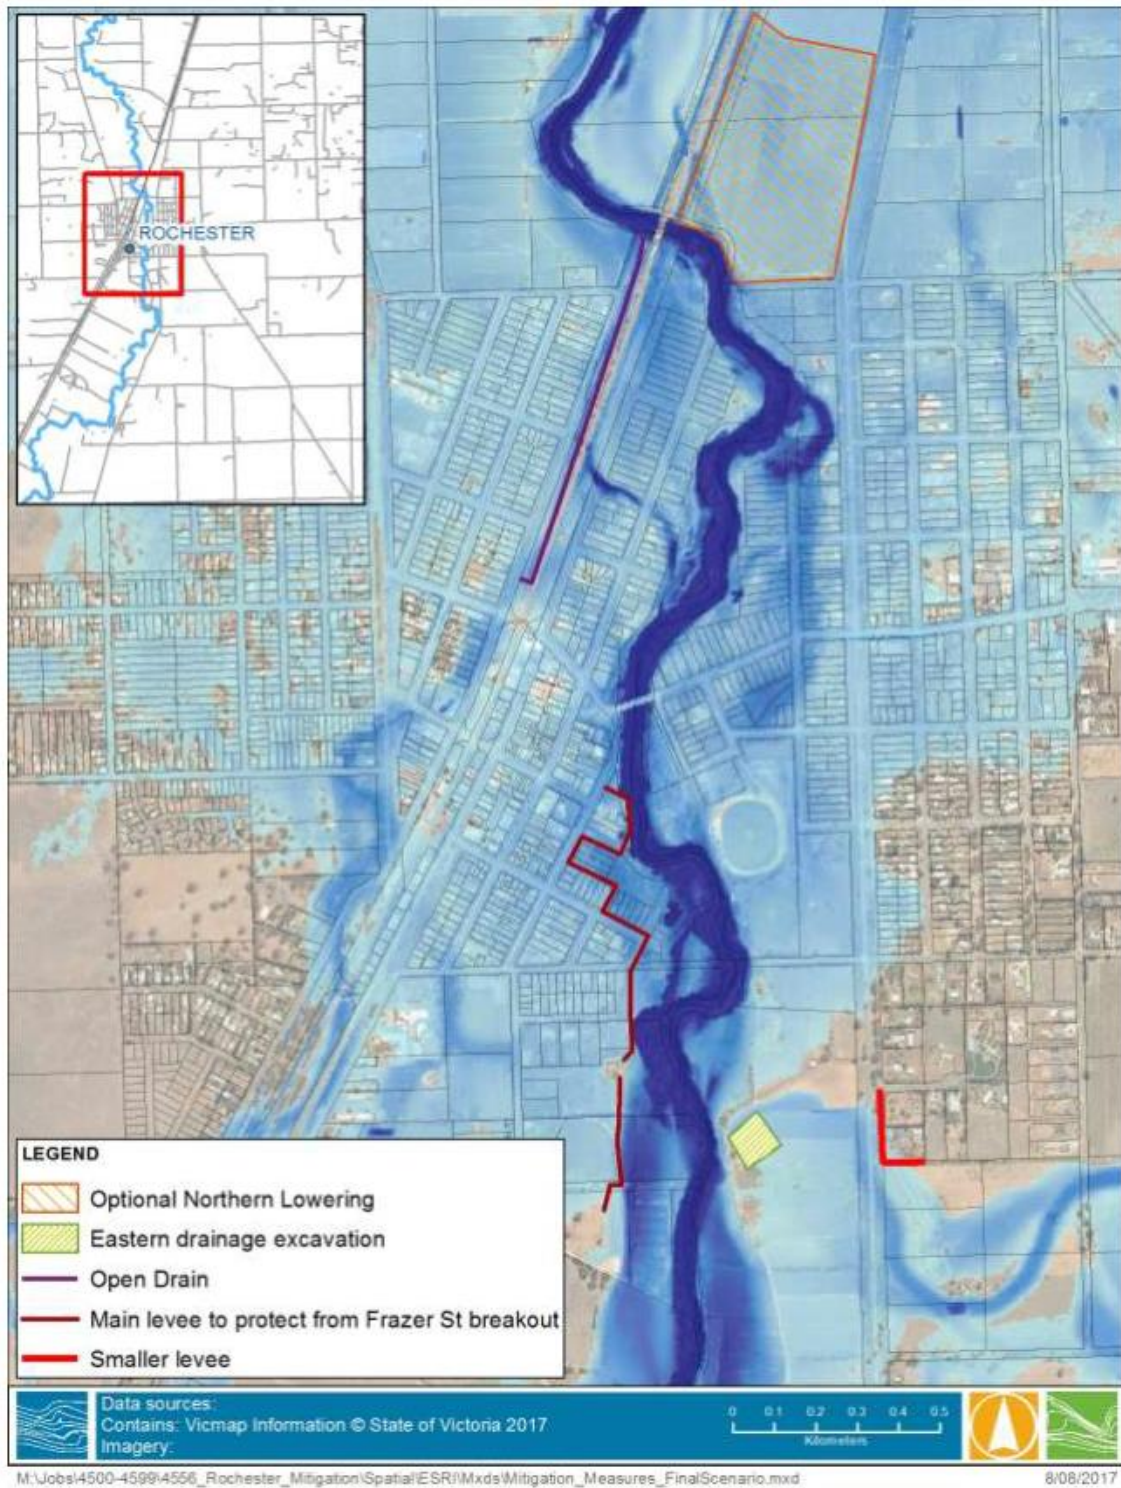 ROCHESTER
LEGEND
Optional Northern Lowering
Eastern drainage excavation
Open Drain
Main levee to protect from Frazer St breakout
Smaller levee
Data sources:
Contains: Vicmap Information © State of Victoria 2017
Imagery:
0 0.1 0.2 0.3 0.4 0.5
Kilometers
M:\Jobs\4500-4599\4556_Rochester_Mitigation\Spatial\ESRI\Mxds\Mitigation_Measures_FinalScenario.mxd
8/08/2017